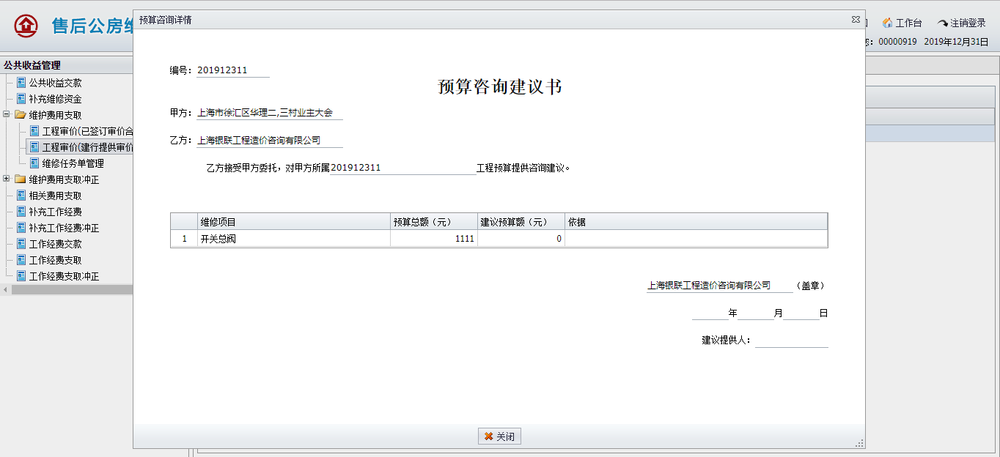 售后公房维
预算咨询详情
工作台
注销登录
00000919 2019年12月31日
公共收益管理
公共收益交款
补充维修资金
维护费用支取
工程审价(已签订审价合
工程审价(建行提供审价
维修任务单管理
维护费用支取冲正
相关费用支取
补充工作经费
补充工作经费冲正
工作经费交款
工作经费支取
工作经费支取冲正
编号：201912311
预算咨询建议书
甲方：上海市徐汇区华理二,三村业主大会
乙方：上海银联工程造价咨询有限公司
乙方接受甲方委托，对甲方所属201912311 工程预算提供咨询建议。
维修项目 预算总额（元） 建议预算额（元） 依据
1 开关总阀 1111 0
上海银联工程造价咨询有限公司 （盖章）
年 月 日
建议提供人：
关闭